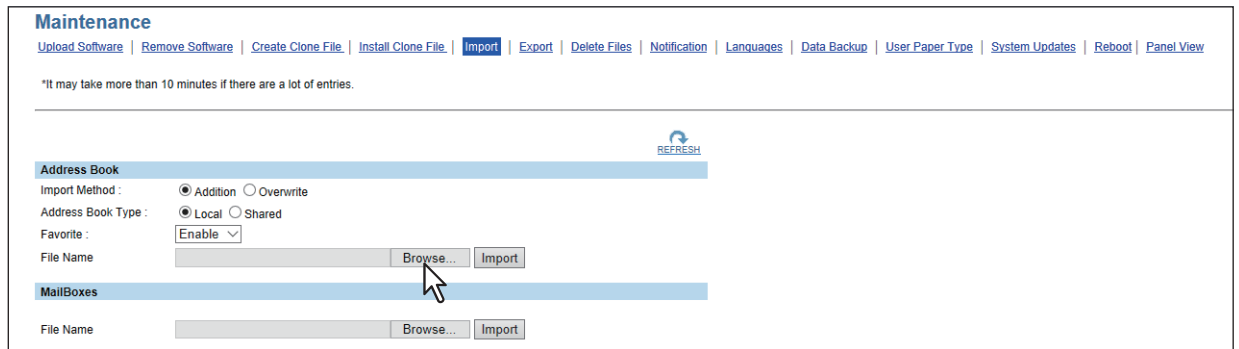 Maintenance
Upload Software | Remove Software | Create Clone File | Install Clone File | Import | Export | Delete Files | Notification | Languages | Data Backup | User Paper Type | System Updates | Reboot | Panel View
*It may take more than 10 minutes if there are a lot of entries.
REFRESH
Address Book
Import Method : Addition Overwrite
Address Book Type : Local Shared
Favorite : Enable
File Name Browse... Import
MailBoxes
File Name Browse... Import